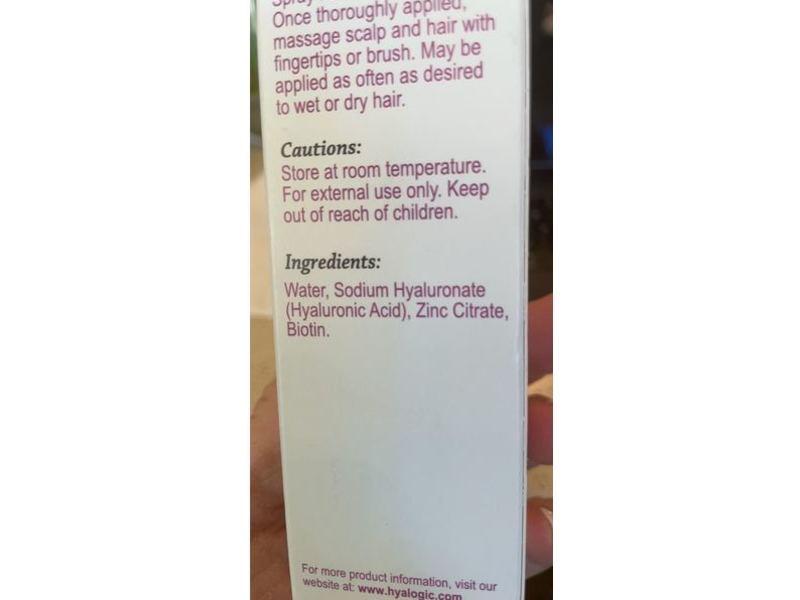 Spray
Once thoroughly applied,
massage scalp and hair with
fingertips or brush. May be
applied as often as desired
to wet or dry hair.
Cautions:
Store at room temperature.
For external use only. Keep
out of reach of children.
Ingredients:
Water, Sodium Hyaluronate
(Hyaluronic Acid), Zinc Citrate,
Biotin.
For more product information, visit our
website at: www.hyalogic.com